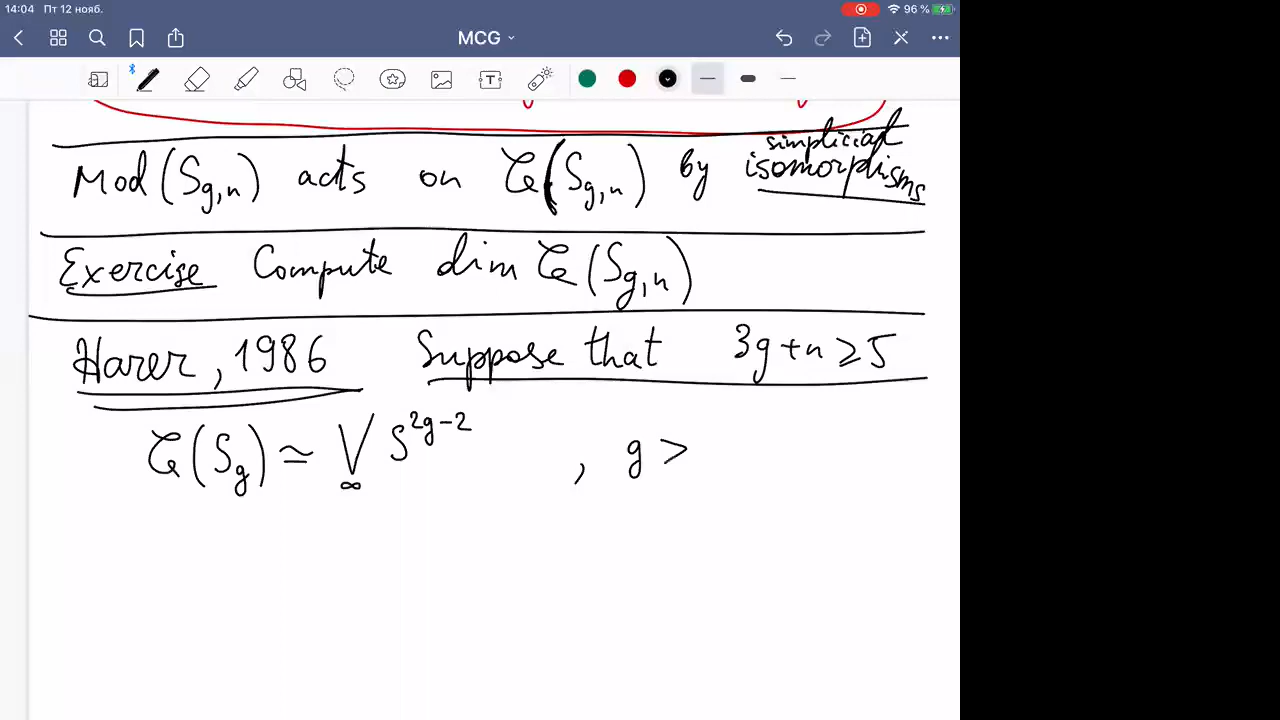 14:04 Пт 12 нояб. 96 %
MCG
simplicial
Mod(S_{g,n}) acts on 𝒞(S_{g,n}) by isomorphisms
Exercise Compute dim 𝒞(S_{g,n})
Harer, 1986 Suppose that 3g+n ≥ 5
𝒞(S_g) ≃ ⋁_∞ S^{2g-2} , g >